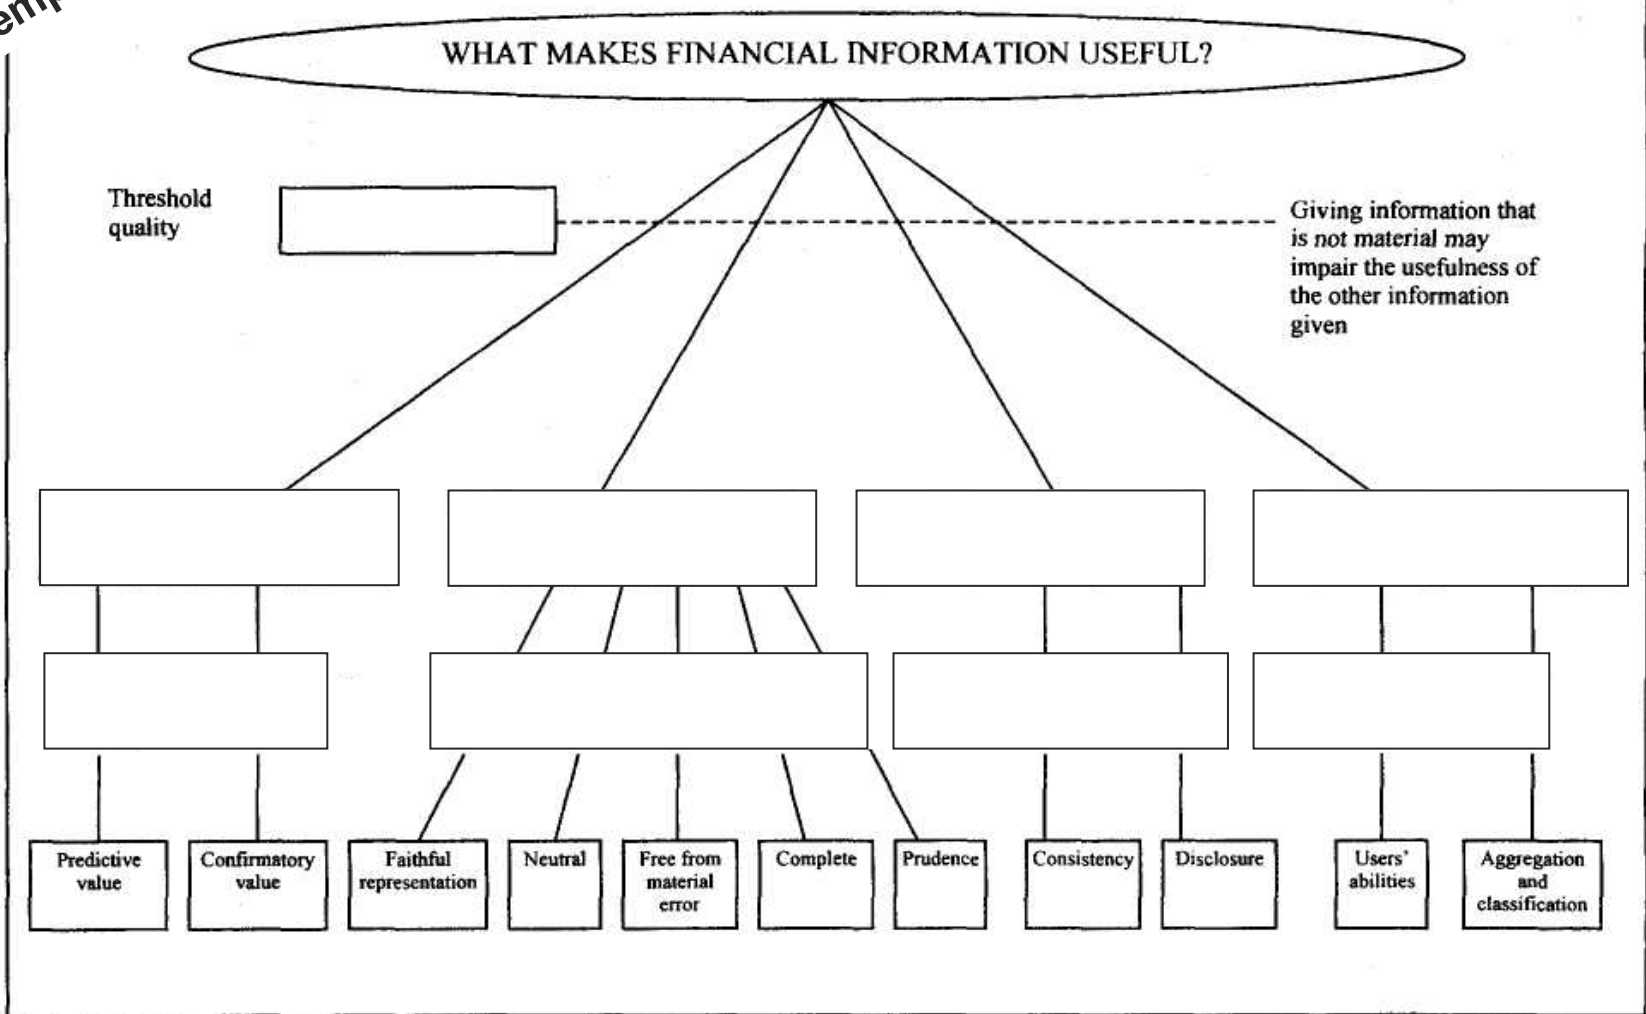 WHAT MAKES FINANCIAL INFORMATION USEFUL?
Threshold
quality
Giving information that
is not material may
impair the usefulness of
the other information
given
Predictive
value
Confirmatory
value
Faithful
representation
Neutral
Free from
material
error
Complete
Prudence
Consistency
Disclosure
Users'
abilities
Aggregation
and
classification